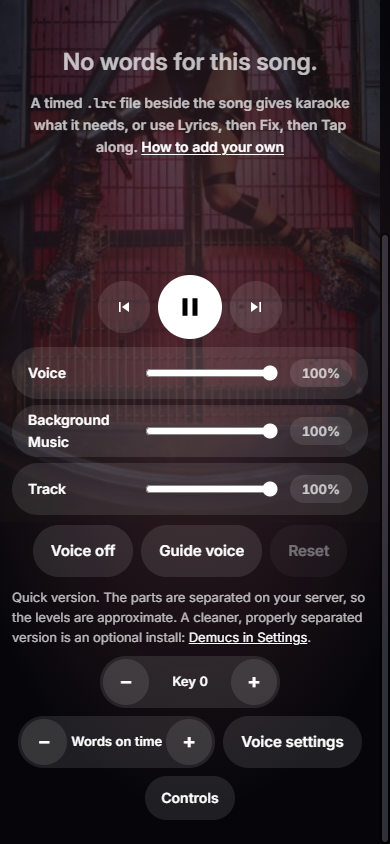 No words for this song.
A timed .lrc file beside the song gives karaoke
what it needs, or use Lyrics, then Fix, then Tap
along. How to add your own
Voice 100%
Background
Music 100%
Track 100%
Voice off Guide voice Reset
Quick version. The parts are separated on your server, so
the levels are approximate. A cleaner, properly separated
version is an optional install: Demucs in Settings.
− Key 0 +
− Words on time + Voice settings
Controls